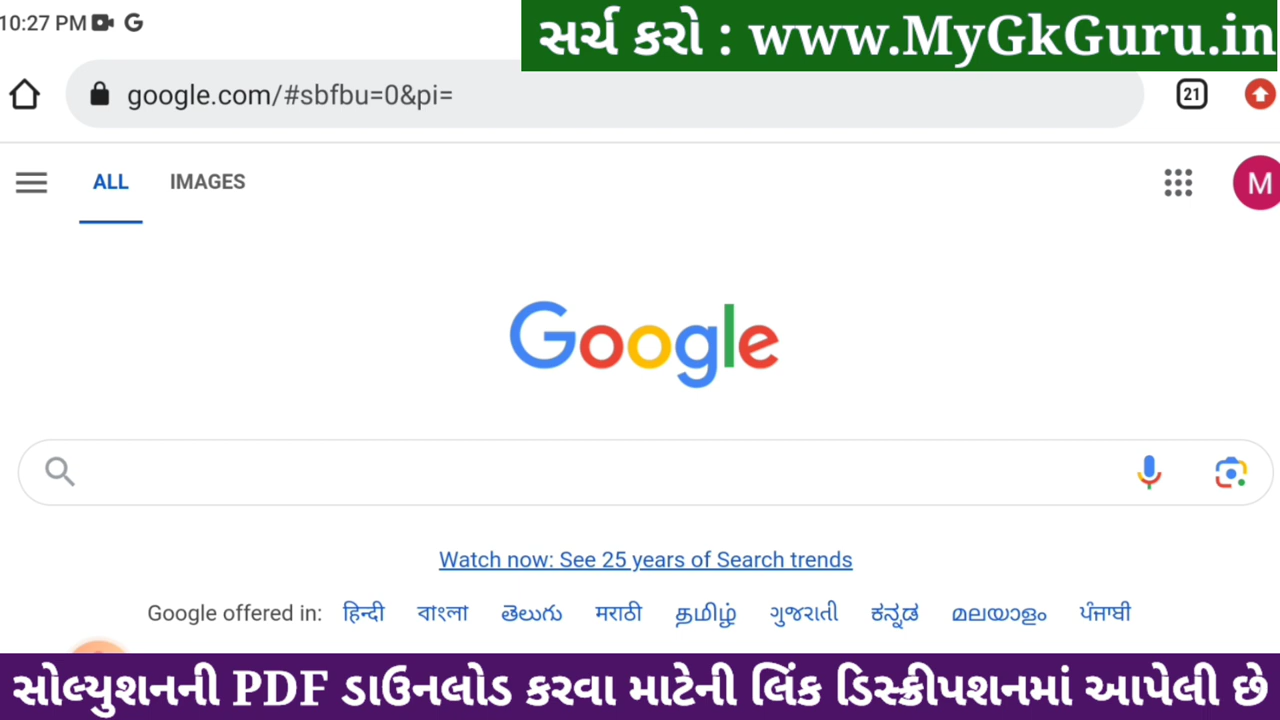 10:27 PM
સર્ચ કરો : www.MyGkGuru.in
google.com/#sbfbu=0&pi=
21
ALL IMAGES
M
Google
Watch now: See 25 years of Search trends
Google offered in: हिन्दी বাংলা తెలుగు मराठी தமிழ் ગુજરાતી ಕನ್ನಡ മലയാളം ਪੰਜਾਬੀ
સોલ્યુશનની PDF ડાઉનલોડ કરવા માટેની લિંક ડિસ્ક્રીપશનમાં આપેલી છે